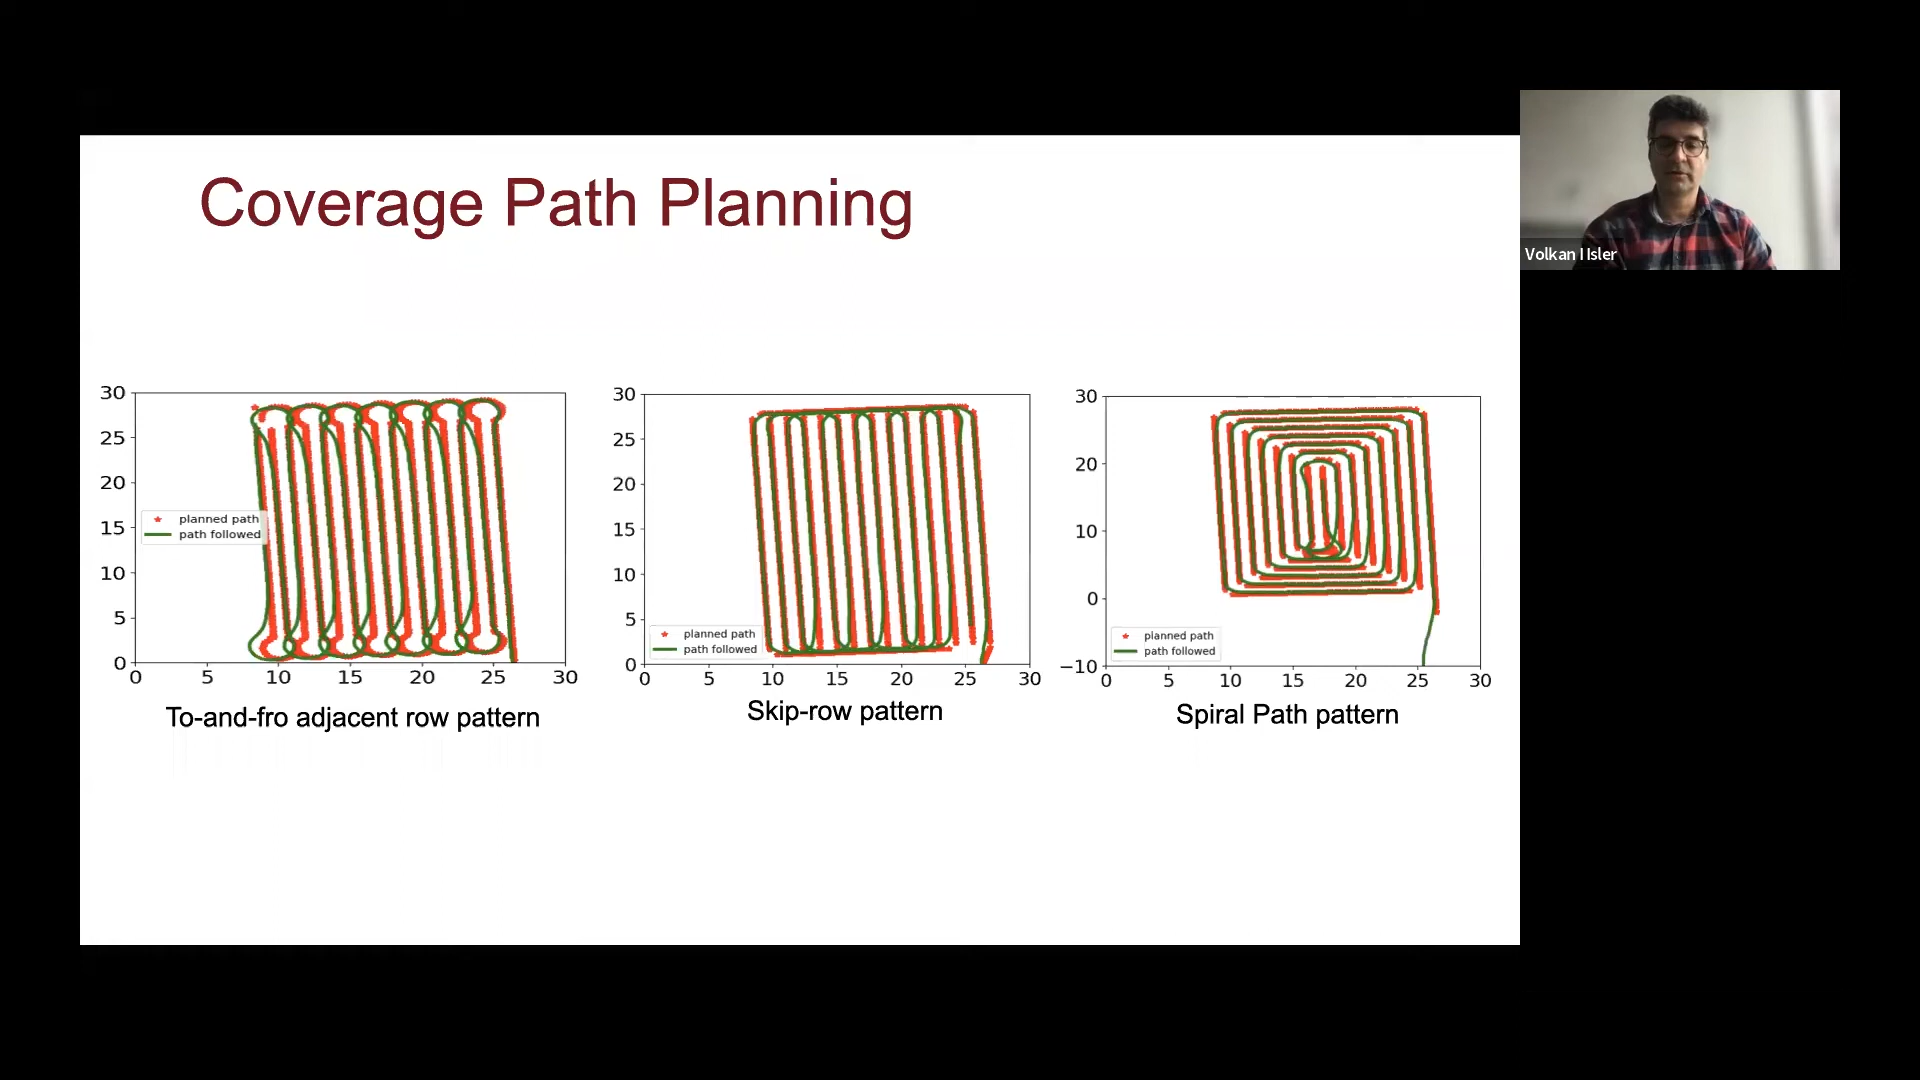 Coverage Path Planning
Volkan I Isler
30
25
20
15
10
5
0
0 5 10 15 20 25 30
planned path
path followed
To-and-fro adjacent row pattern
30
25
20
15
10
5
0
0 5 10 15 20 25 30
planned path
path followed
Skip-row pattern
30
20
10
0
−10
0 5 10 15 20 25 30
planned path
path followed
Spiral Path pattern